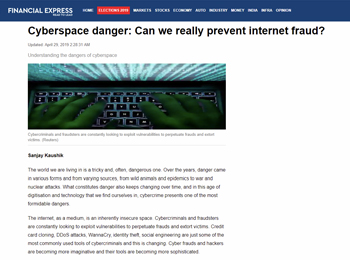 FINANCIAL EXPRESS
READ TO LEAD
HOME ELECTIONS 2019 MARKETS STOCKS ECONOMY AUTO INDUSTRY MONEY INDIA INFRA OPINION
Cyberspace danger: Can we really prevent internet fraud?
Understanding the dangers of cyberspace
Cybercriminals and fraudsters are constantly looking to exploit vulnerabilities to perpetuate frauds and extort
victims. (Reuters)
Sanjay Kaushik
The world we are living in is a tricky and, often, dangerous one. Over the years, danger came
in various forms and from varying sources, from wild animals and epidemics to war and
nuclear attacks. What constitutes danger also keeps changing over time, and in this age of
digitisation and technology that we find ourselves in, cybercrime presents one of the most
formidable dangers.
The internet, as a medium, is an inherently insecure space. Cybercriminals and fraudsters
are constantly looking to exploit vulnerabilities to perpetuate frauds and extort victims. Credit
card cloning, DDoS attacks, WannaCry, identity theft, social engineering are just some of the
most commonly used tools of cybercriminals and this is changing. Cyber frauds and hackers
are becoming more imaginative and their tools are becoming more sophisticated.